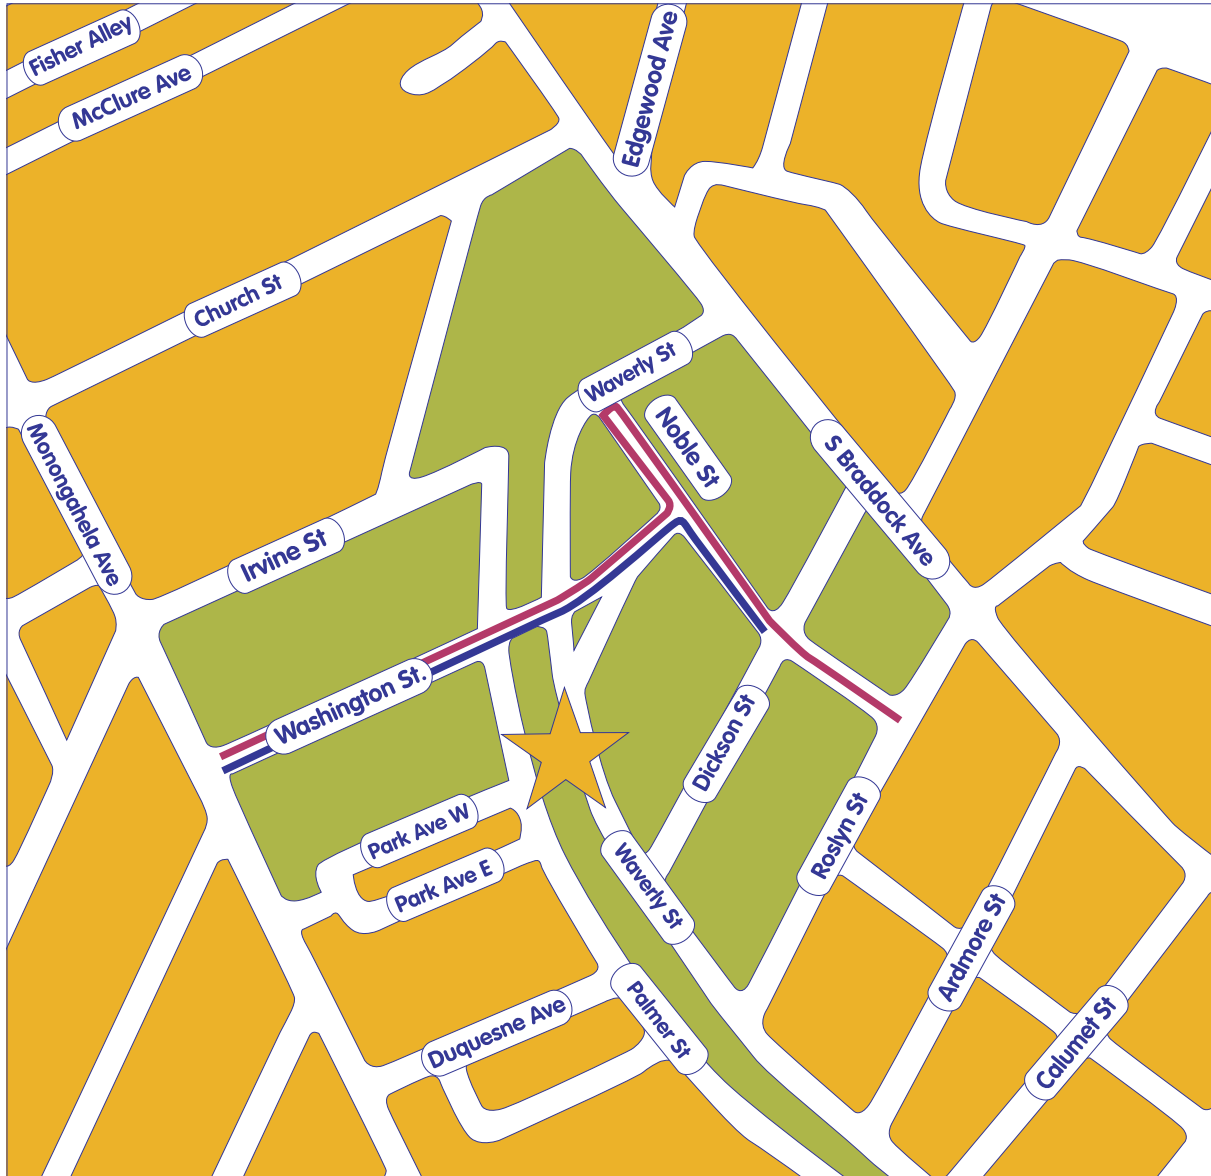 Fisher Alley
McClure Ave
Edgewood Ave
Church St
Waverly St
Noble St
Monongahela Ave
S Braddock Ave
Irvine St
Washington St.
Dickson St
Park Ave W
Roslyn St
Park Ave E
Waverly St
Ardmore St
Palmer St
Duquesne Ave
Calumet St